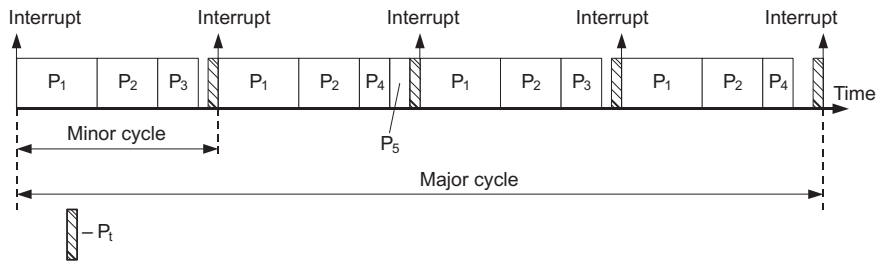 Interrupt Interrupt Interrupt Interrupt Interrupt
P₁ P₂ P₃ P₁ P₂ P₄ P₁ P₂ P₃ P₁ P₂ P₄
Time
Minor cycle
P₅
Major cycle
– Pₜ